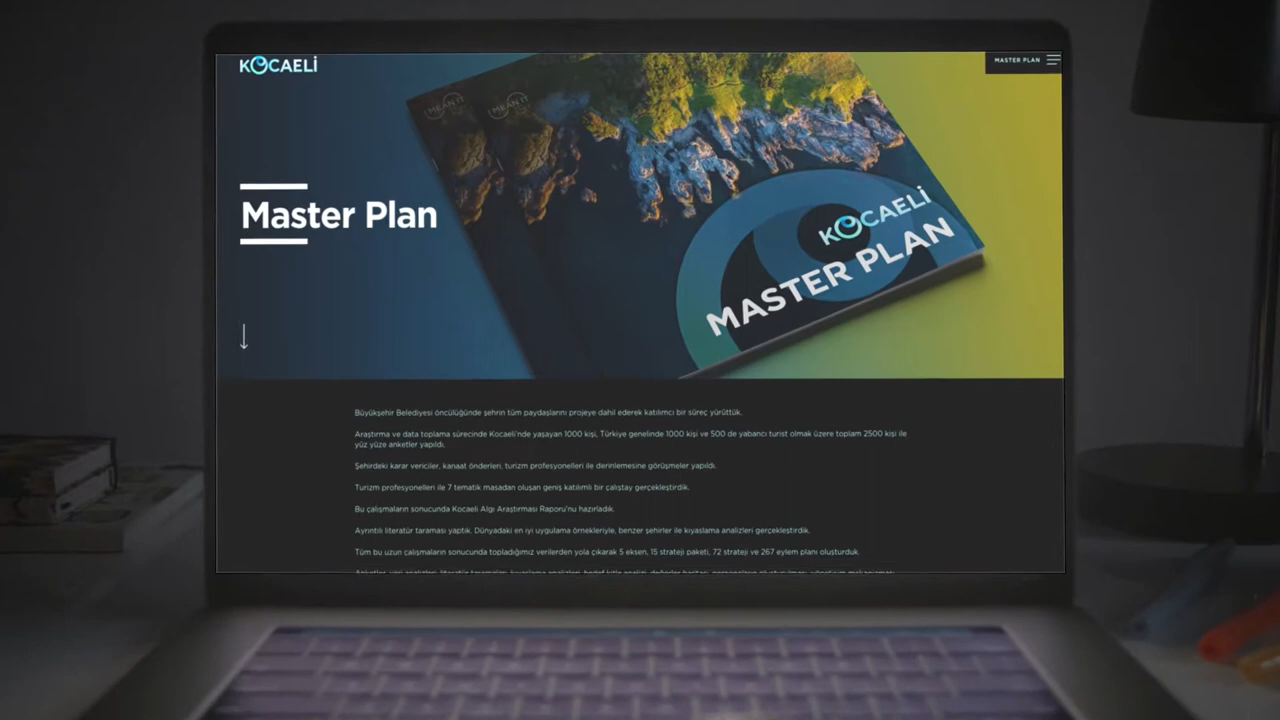 KOCAELİ
MASTER PLAN
I MEAN IT
I MEAN IT
KOCAELİ
MASTER PLAN
Master Plan
Büyükşehir Belediyesi öncülüğünde şehrin tüm paydaşlarını projeye dahil ederek katılımcı bir süreç yürüttük.
Araştırma ve data toplama sürecinde Kocaeli'nde yaşayan 1000 kişi, Türkiye genelinde 1000 kişi ve 500 de yabancı turist olmak üzere toplam 2500 kişi ile
yüz yüze anketler yapıldı.
Şehirdeki karar vericiler, kanaat önderleri, turizm profesyonelleri ile derinlemesine görüşmeler yapıldı.
Turizm profesyonelleri ile 7 tematik masadan oluşan geniş katılımlı bir çalıştay gerçekleştirdik.
Bu çalışmaların sonucunda Kocaeli Algı Araştırması Raporu'nu hazırladık.
Ayrıntılı literatür taraması yaptık. Dünyadaki en iyi uygulama örnekleriyle, benzer şehirler ile kıyaslama analizleri gerçekleştirdik.
Tüm bu uzun çalışmaların sonucunda topladığımız verilerden yola çıkarak 5 eksen, 15 strateji paketi, 72 strateji ve 267 eylem planı oluşturduk.